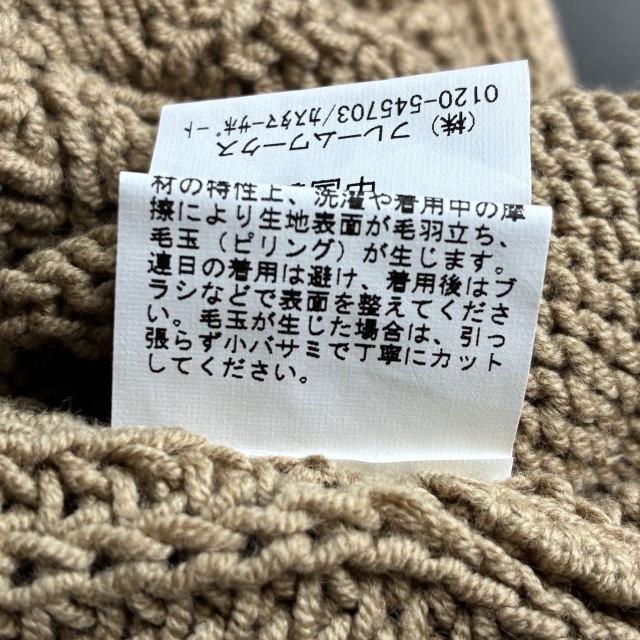 0120-545703/カスタマーサポート
(株) フレームワークス
中国
材の特性上、洗濯や着用中の摩
擦により生地表面が毛羽立ち、
毛玉(ピリング)が生じます。
連日の着用は避け、着用後はブ
ラシなどで表面を整えてくださ
い。毛玉が生じた場合は、引っ
張らず小バサミで丁寧にカット
してください。